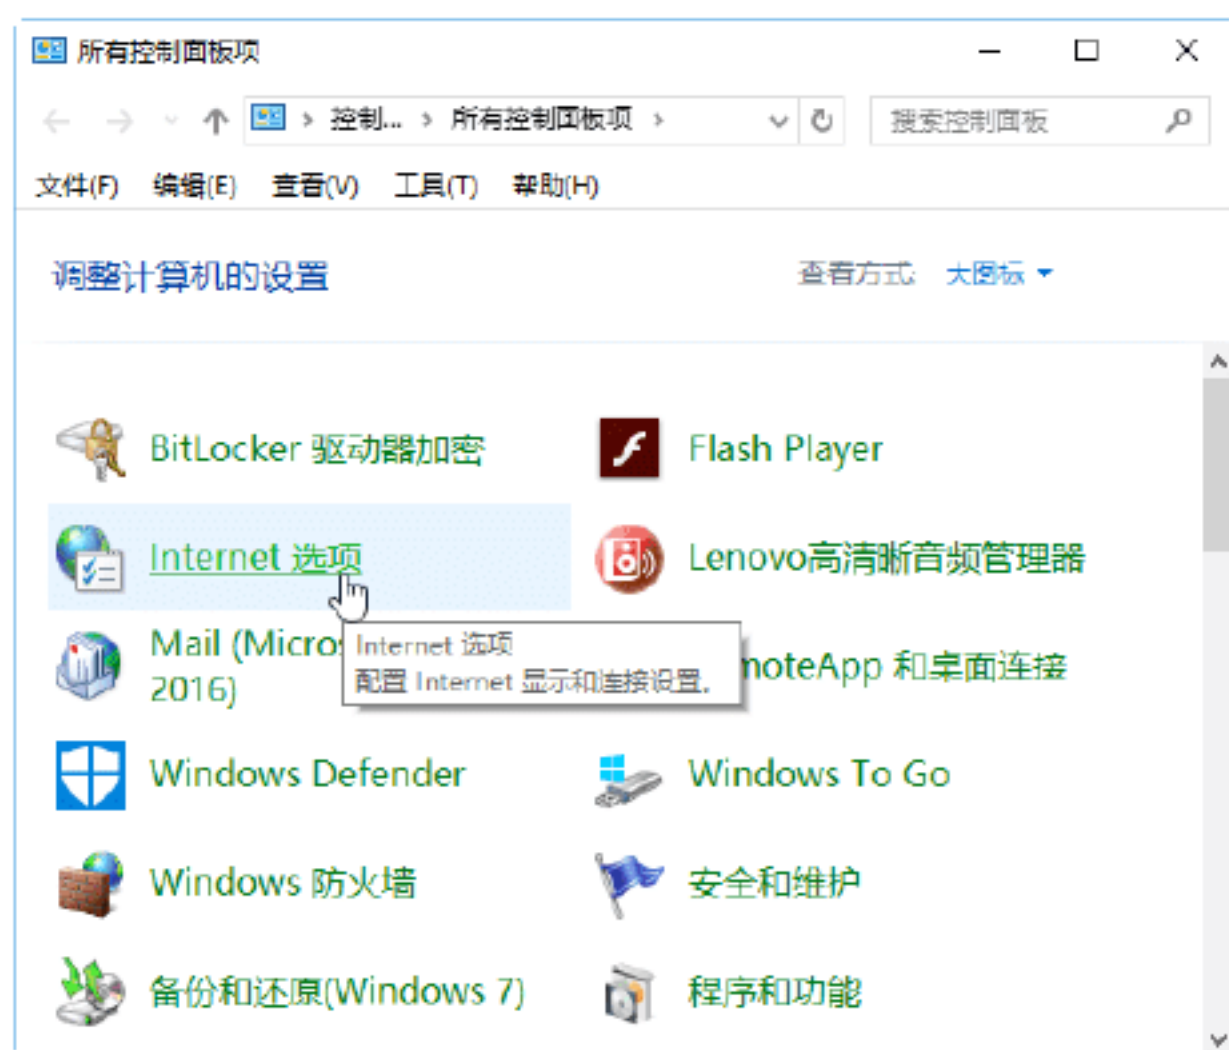 所有控制面板项
控制... 所有控制面板项 搜索控制面板
文件(F) 编辑(E) 查看(V) 工具(T) 帮助(H)
调整计算机的设置 查看方式: 大图标
BitLocker 驱动器加密 Flash Player
Internet 选项 Lenovo高清晰音频管理器
Mail (Micros
2016)
Internet 选项
配置 Internet 显示和连接设置。
moteApp 和桌面连接
Windows Defender Windows To Go
Windows 防火墙 安全和维护
备份和还原(Windows 7) 程序和功能